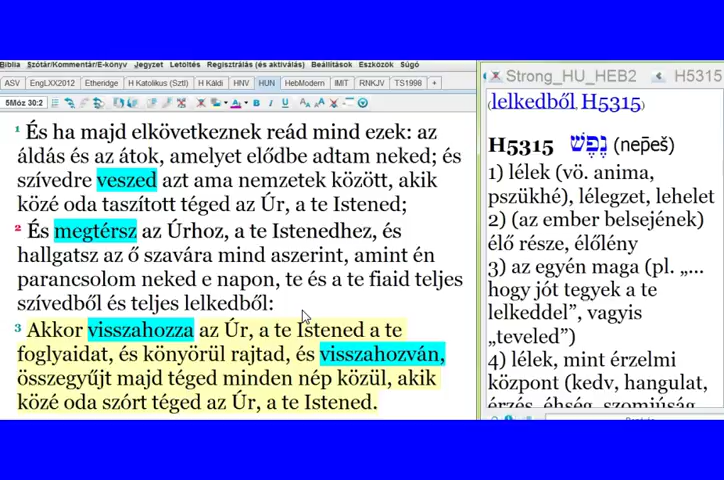 Biblia Szótár/Kommentár/E-könyv Jegyzet Letöltés Regisztrálás (és aktiválás) Beállítások Eszközök Súgó
ASV EngLXX2012 Etheridge H Katolikus (Sztl) H Káldi HNV HUN HebModern IMIT RNKJV TS1998 +
5Móz 30:2
1 És ha majd elkövetkeznek reád mind ezek: az
áldás és az átok, amelyet elődbe adtam neked; és
szívedre veszed azt ama nemzetek között, akik
közé oda taszított téged az Úr, a te Istened;
2 És megtérsz az Úrhoz, a te Istenedhez, és
hallgatsz az ő szavára mind aszerint, amint én
parancsolom neked e napon, te és a te fiaid teljes
szívedből és teljes lelkedből:
3 Akkor visszahozza az Úr, a te Istened a te
foglyaidat, és könyörül rajtad, és visszahozván,
összegyűjt majd téged minden nép közül, akik
közé oda szórt téged az Úr, a te Istened.
Strong_HU_HEB2 H5315
(lelkedből, H5315)
H5315 נֶפֶשׁ (nep̄eš)
1) lélek (vö. anima,
pszükhé), lélegzet, lehelet
2) (az ember belsejének)
élő része, élőlény
3) az egyén maga (pl. „...
hogy jót tegyek a te
lelkeddel”, vagyis
„teveled”)
4) lélek, mint érzelmi
központ (kedv, hangulat,
érzés, éhség, szomjúság,